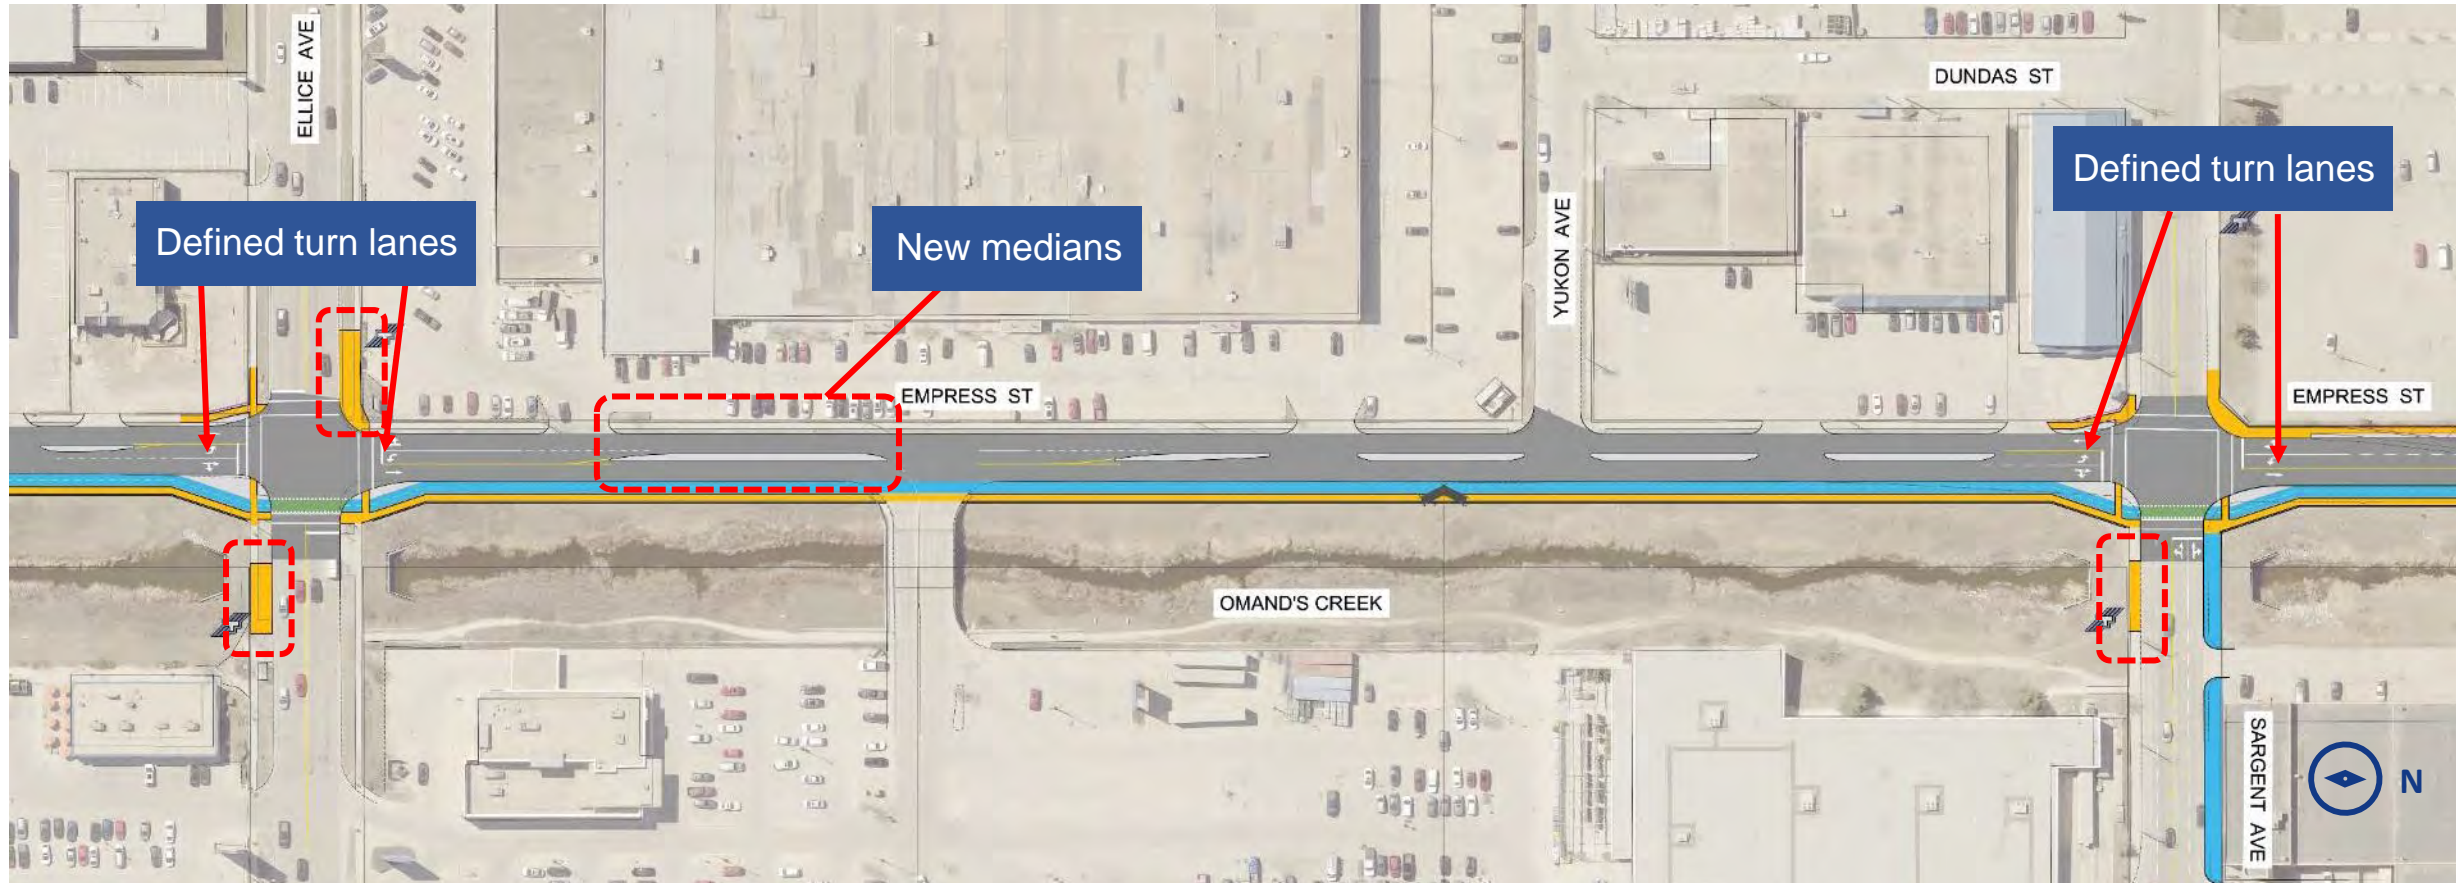 ELLICE AVE
DUNDAS ST
Defined turn lanes
Defined turn lanes
New medians
YUKON AVE
EMPRESS ST
EMPRESS ST
OMAND'S CREEK
SARGENT AVE
N